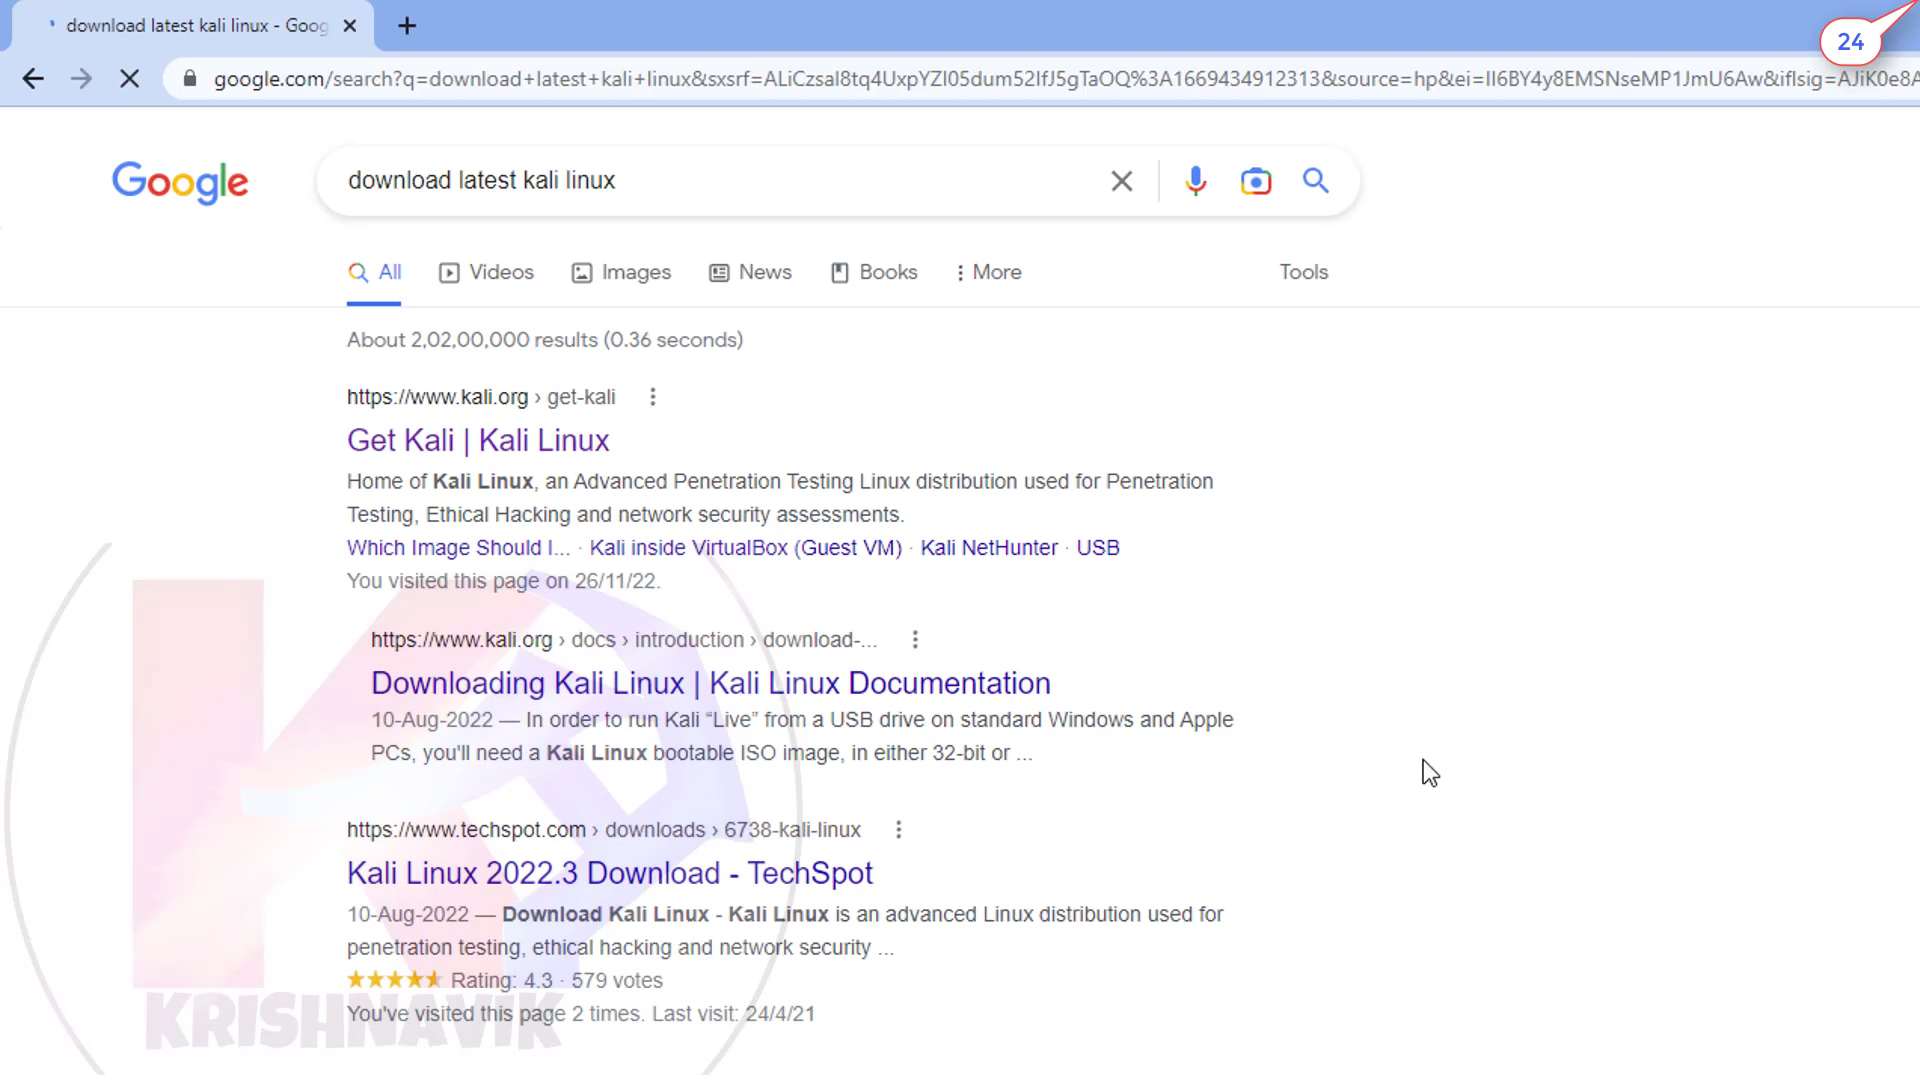 download latest kali linux - Goog
24
google.com/search?q=download+latest+kali+linux&sxsrf=ALiCzsal8tq4UxpYZI05dum52IfJ5gTaOQ%3A1669434912313&source=hp&ei=II6BY4y8EMSNseMP1JmU6Aw&iflsig=AJiK0e8A
Google
download latest kali linux
All Videos Images News Books More Tools
About 2,02,00,000 results (0.36 seconds)
https://www.kali.org › get-kali
Get Kali | Kali Linux
Home of Kali Linux, an Advanced Penetration Testing Linux distribution used for Penetration
Testing, Ethical Hacking and network security assessments.
Which Image Should I... · Kali inside VirtualBox (Guest VM) · Kali NetHunter · USB
You visited this page on 26/11/22.
https://www.kali.org › docs › introduction › download-...
Downloading Kali Linux | Kali Linux Documentation
10-Aug-2022 — In order to run Kali “Live” from a USB drive on standard Windows and Apple
PCs, you'll need a Kali Linux bootable ISO image, in either 32-bit or ...
https://www.techspot.com › downloads › 6738-kali-linux
Kali Linux 2022.3 Download - TechSpot
10-Aug-2022 — Download Kali Linux - Kali Linux is an advanced Linux distribution used for
penetration testing, ethical hacking and network security ...
Rating: 4.3 · 579 votes
You've visited this page 2 times. Last visit: 24/4/21
KRISHNAVIK